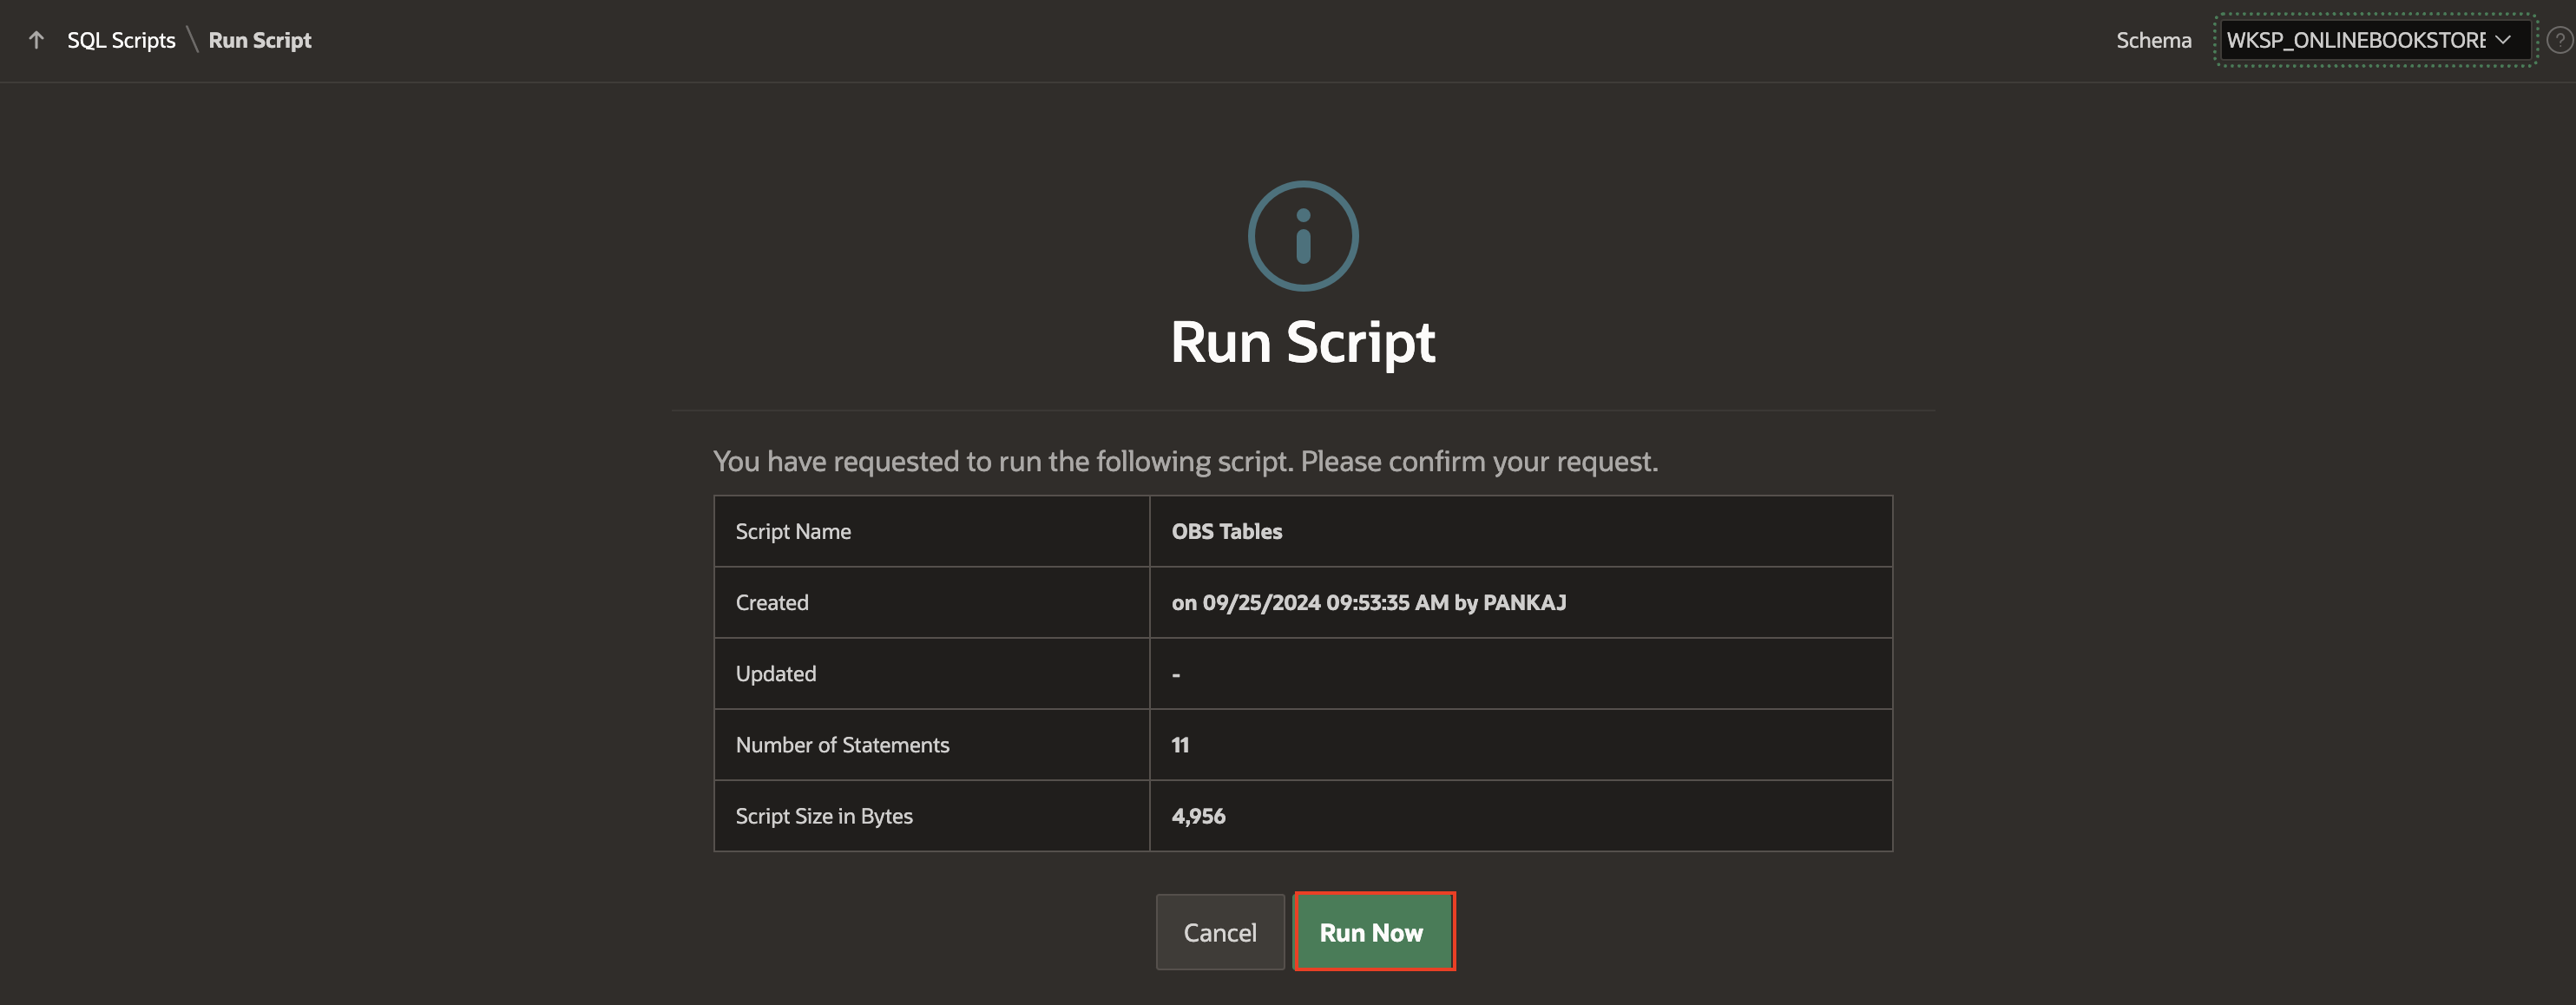 SQL Scripts \ Run Script
Schema WKSP_ONLINEBOOKSTORE ?
Run Script
You have requested to run the following script. Please confirm your request.
Script Name OBS Tables
Created on 09/25/2024 09:53:35 AM by PANKAJ
Updated -
Number of Statements 11
Script Size in Bytes 4,956
Cancel Run Now